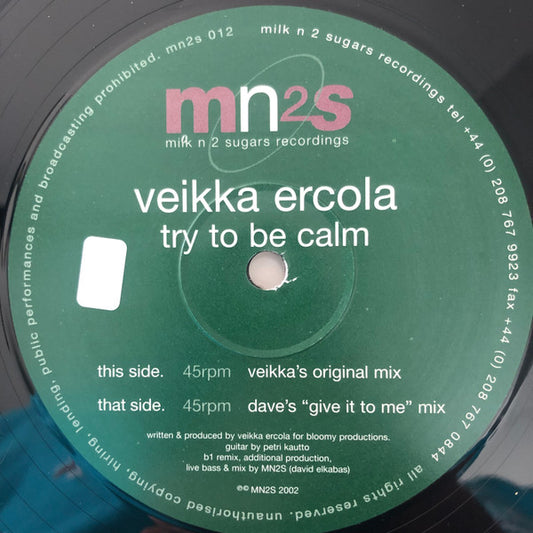 mn2s 012
milk n 2 sugars recordings tel +44 (0) 208 767 9923 fax +44 (0) 208 767 0844
all rights reserved. unauthorised copying, hiring, lending, public performances and broadcasting prohibited.
mn2s
milk n 2 sugars recordings
veikka ercola
try to be calm
this side. 45rpm veikka's original mix
that side. 45rpm dave's "give it to me" mix
written & produced by veikka ercola for bloomy productions.
guitar by petri kautto
b1 remix, additional production,
live bass & mix by MN2S (david elkabas)
℗© MN2S 2002